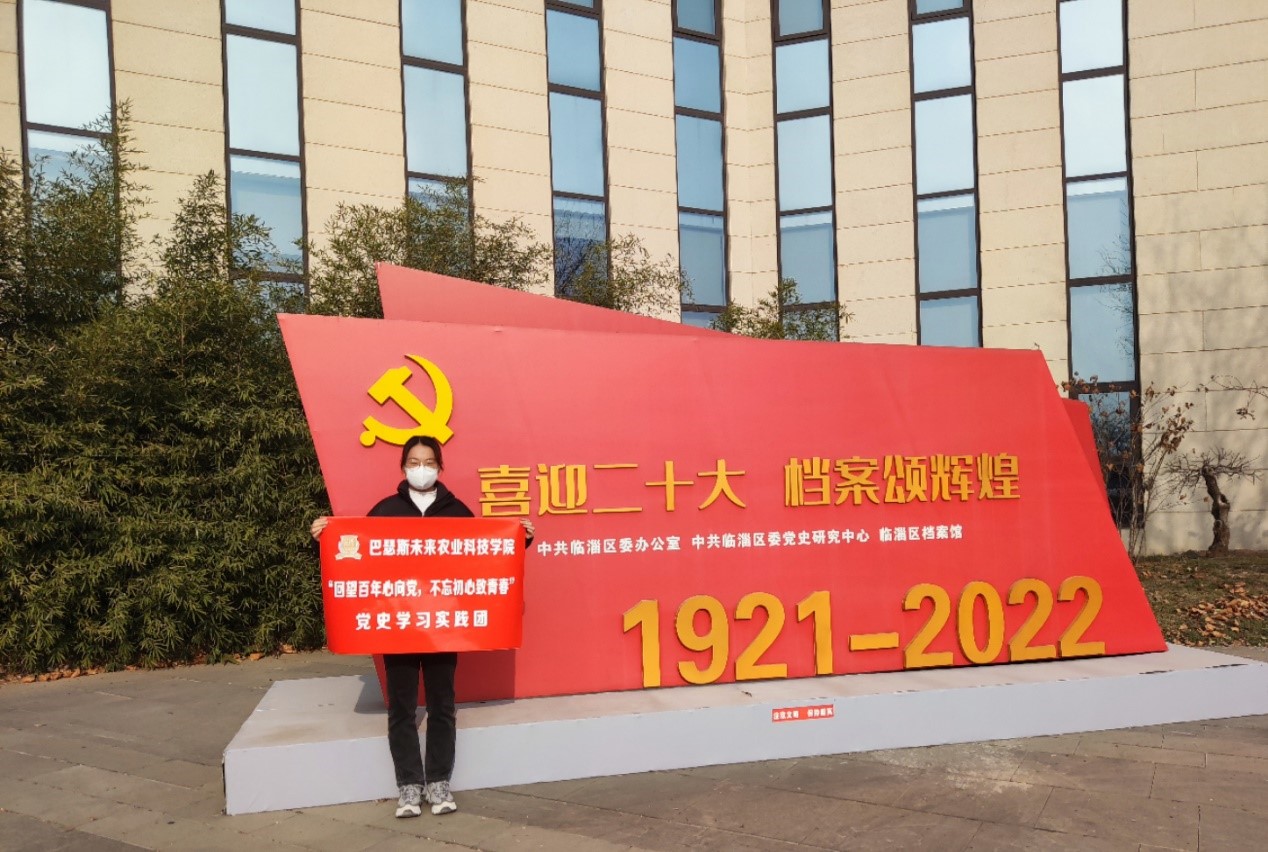 喜迎二十大 档案颂辉煌
中共临淄区委办公室 中共临淄区委党史研究中心 临淄区档案馆
1921-2022
巴瑟斯未来农业科技学院
“回望百年心向党，不忘初心致青春”
党史学习实践团